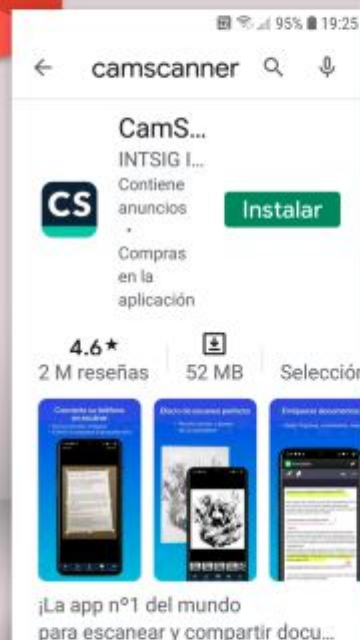 95% 19:25
camscanner
CamS...
INTSIG I...
Contiene
anuncios
•
Compras
en la
aplicación
CS
Instalar
4.6★
2 M reseñas
52 MB
Selección
¡La app nº1 del mundo
para escanear y compartir docu...